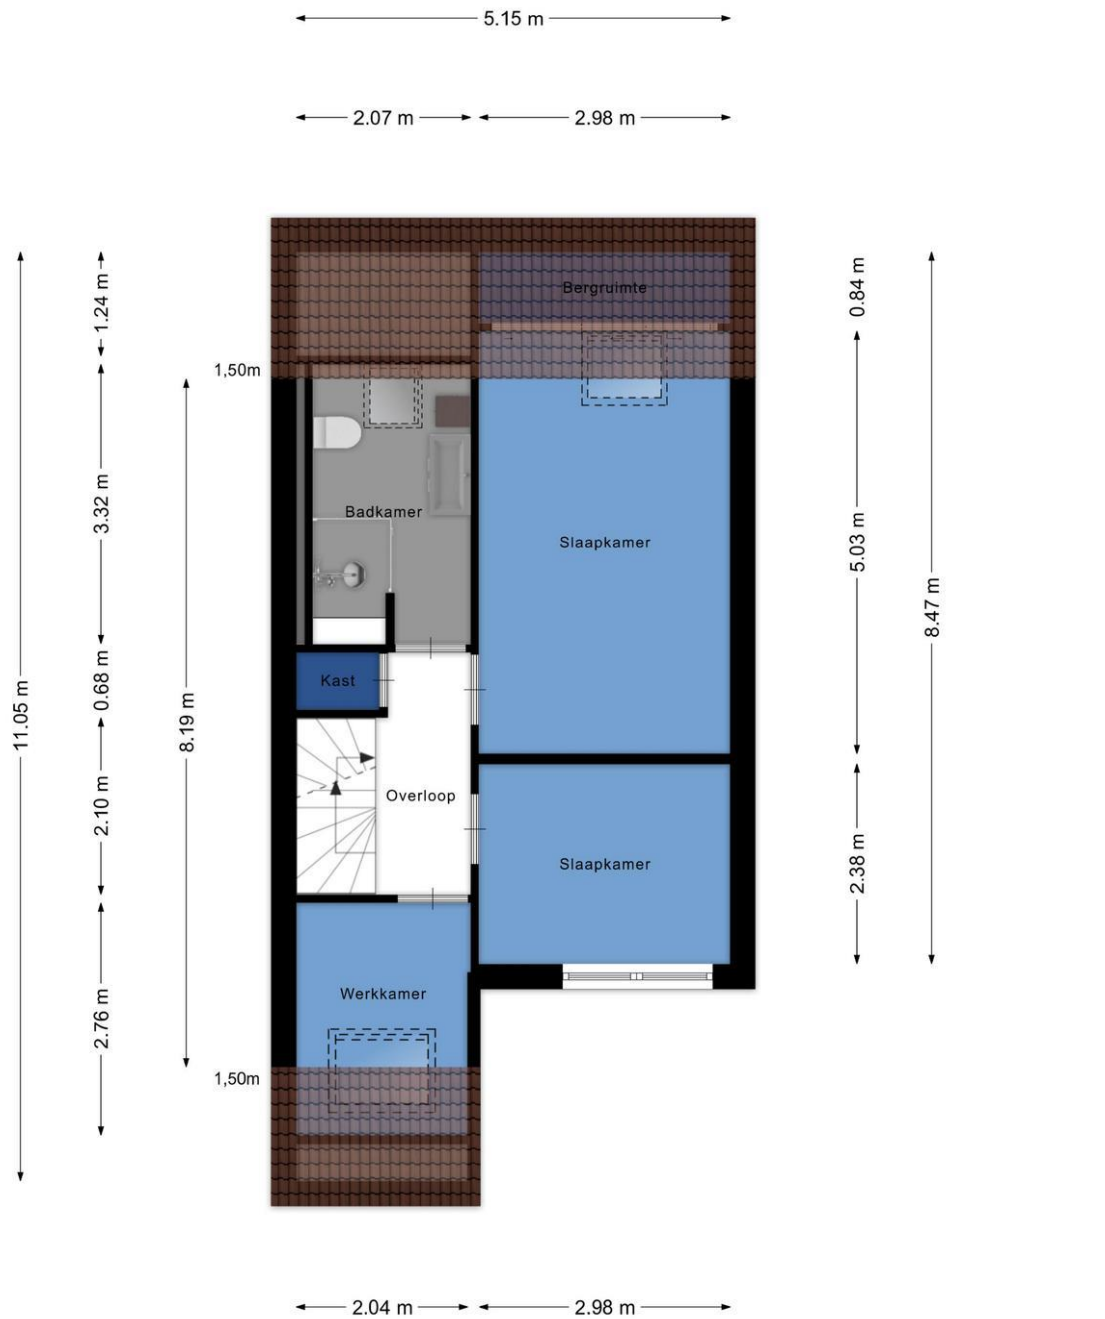 5.15 m
2.07 m
2.98 m
1.24 m
0.84 m
Bergruimte
1,50m
3.32 m
Badkamer
Slaapkamer
5.03 m
8.47 m
11.05 m
8.19 m
0.68 m
Kast
2.10 m
Overloop
Slaapkamer
2.38 m
2.76 m
Werkkamer
1,50m
2.04 m
2.98 m